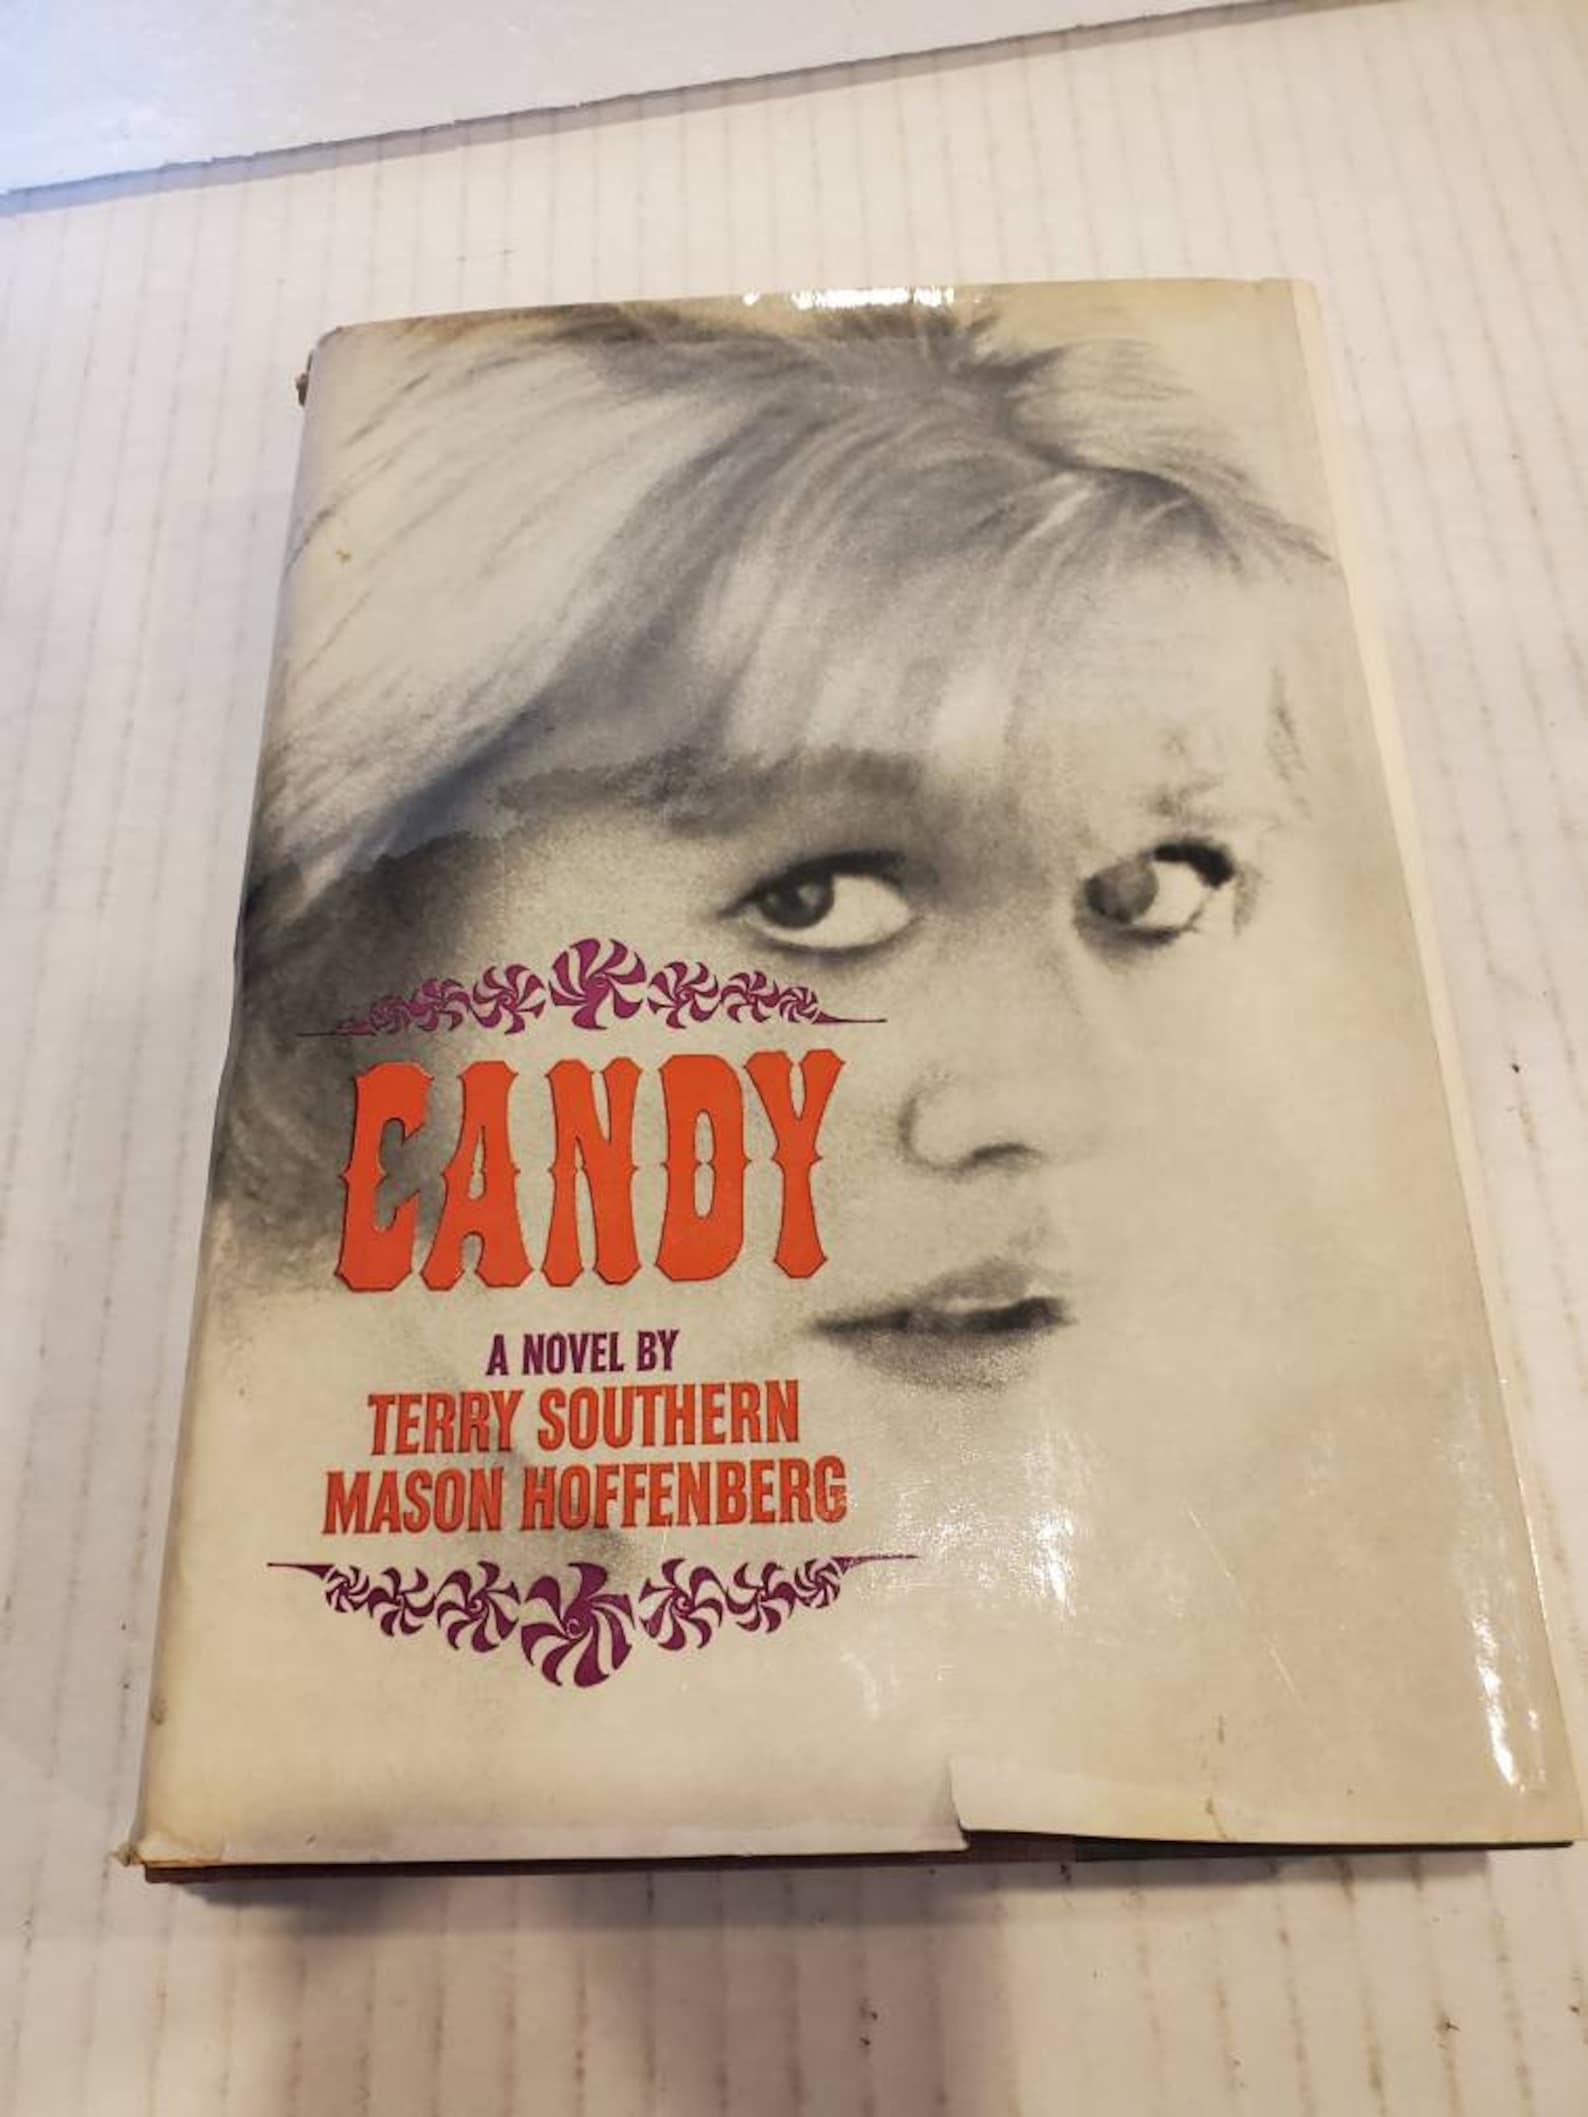 CANDY
A NOVEL BY
TERRY SOUTHERN
MASON HOFFENBERG